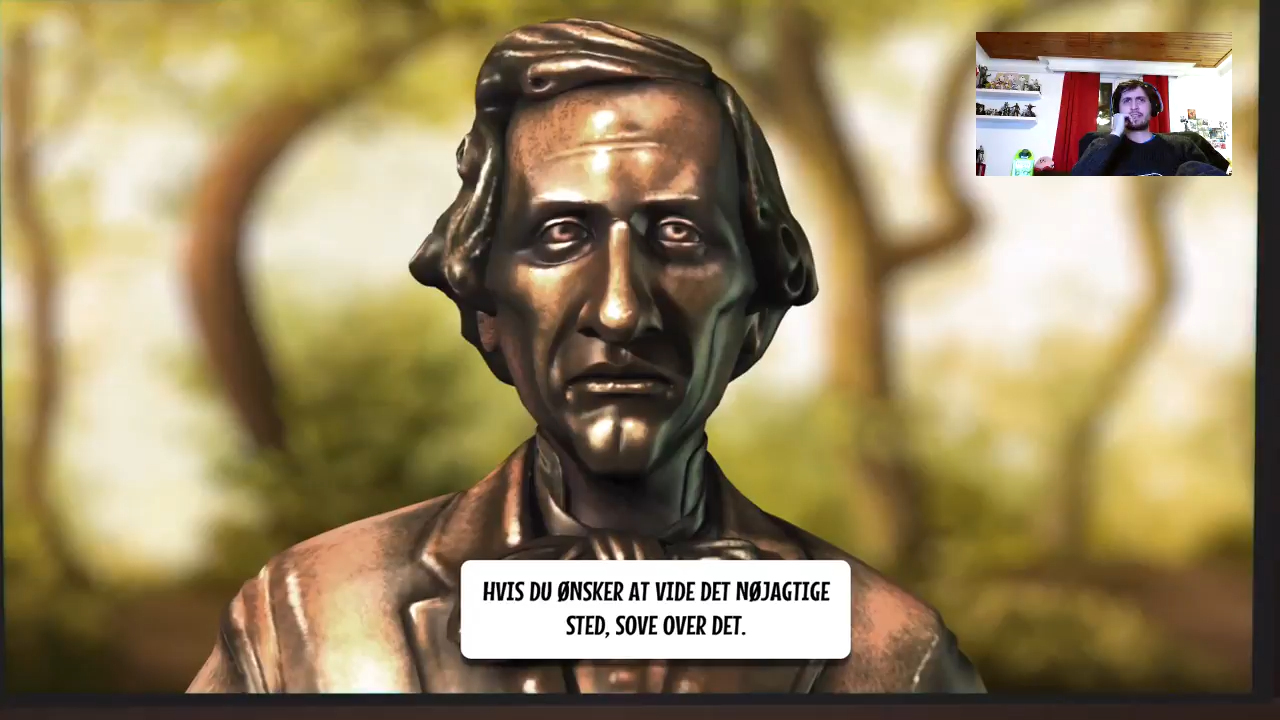 HVIS DU ØNSKER AT VIDE DET NØJAGTIGE
STED, SOVE OVER DET.